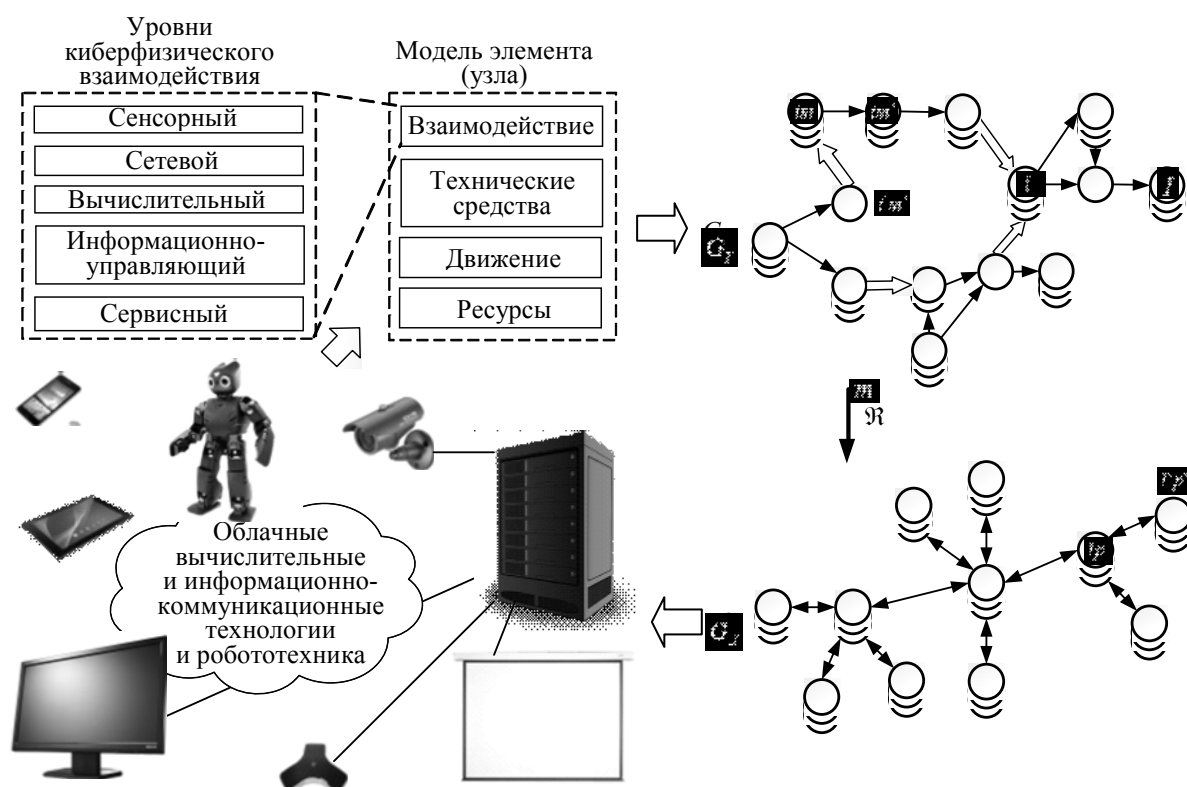 Уровни
киберфизического
взаимодействия
Сенсорный
Сетевой
Вычислительный
Информационно-
управляющий
Сервисный
Модель элемента
(узла)
Взаимодействие
Технические
средства
Движение
Ресурсы
ℜ
Облачные
вычислительные
и информационно-
коммуникационные
технологии
и робототехника